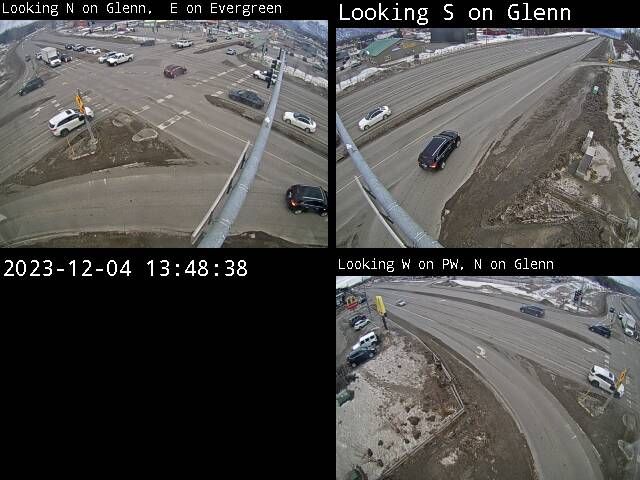 Looking N on Glenn,  E on Evergreen
Looking S on Glenn
2023-12-04 13:48:38
Looking W on PW, N on Glenn